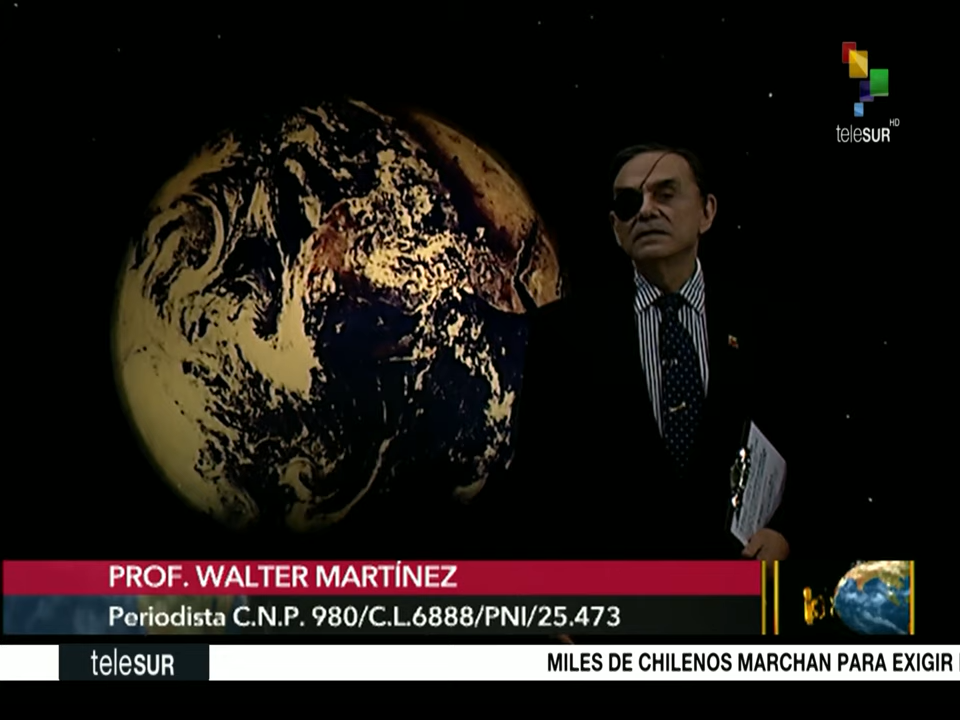 teleSUR HD
PROF. WALTER MARTÍNEZ
Periodista C.N.P. 980/C.L.6888/PNI/25.473
teleSUR
MILES DE CHILENOS MARCHAN PARA EXIGIR